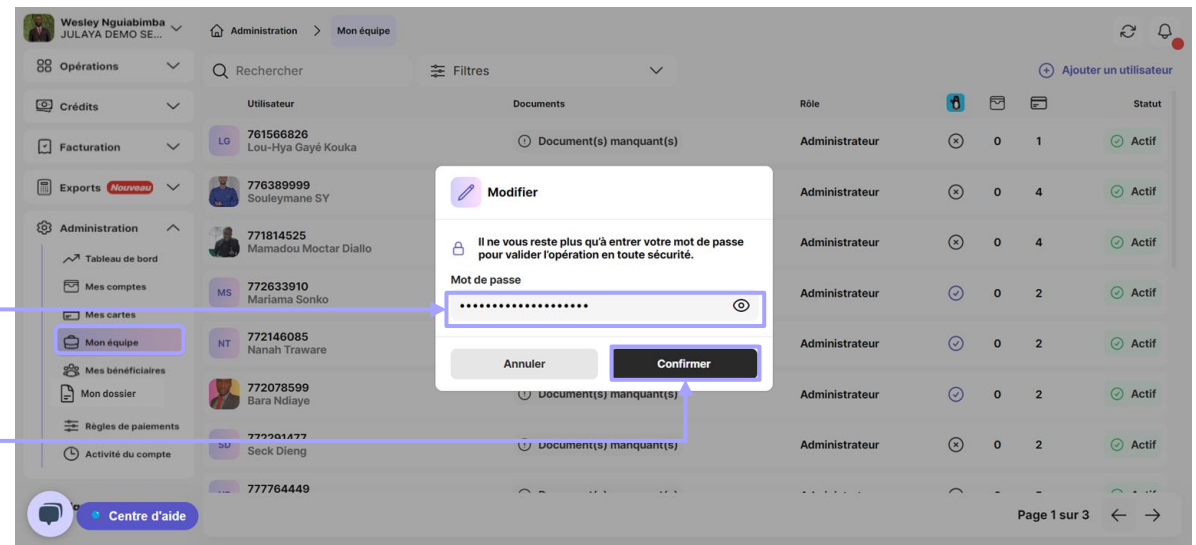 Wesley Nguiabimba
JULAYA DEMO SE...
Administration > Mon équipe
Opérations
Rechercher
Filtres
Ajouter un utilisateur
Crédits
Utilisateur Documents Rôle Statut
Facturation
LG 761566826
Lou-Hya Gayé Kouka
Document(s) manquant(s) Administrateur 0 1 Actif
Exports Nouveau
776389999
Souleymane SY
Administrateur 0 4 Actif
Modifier
Administration
771814525
Mamadou Moctar Diallo
Administrateur 0 4 Actif
Il ne vous reste plus qu'à entrer votre mot de passe
pour valider l'opération en toute sécurité.
Tableau de bord
Mot de passe
Mes comptes
MS 772633910
Mariama Sonko
Administrateur 0 2 Actif
Mes cartes
Mon équipe
NT 772146085
Nanah Traware
Administrateur 0 2 Actif
Annuler Confirmer
Mes bénéficiaires
Mon dossier
772078599
Bara Ndiaye
Document(s) manquant(s) Administrateur 0 2 Actif
Règles de paiements
Activité du compte
SD 772291477
Seck Dieng
Document(s) manquant(s) Administrateur 0 2 Actif
777764449
Centre d'aide
Page 1 sur 3